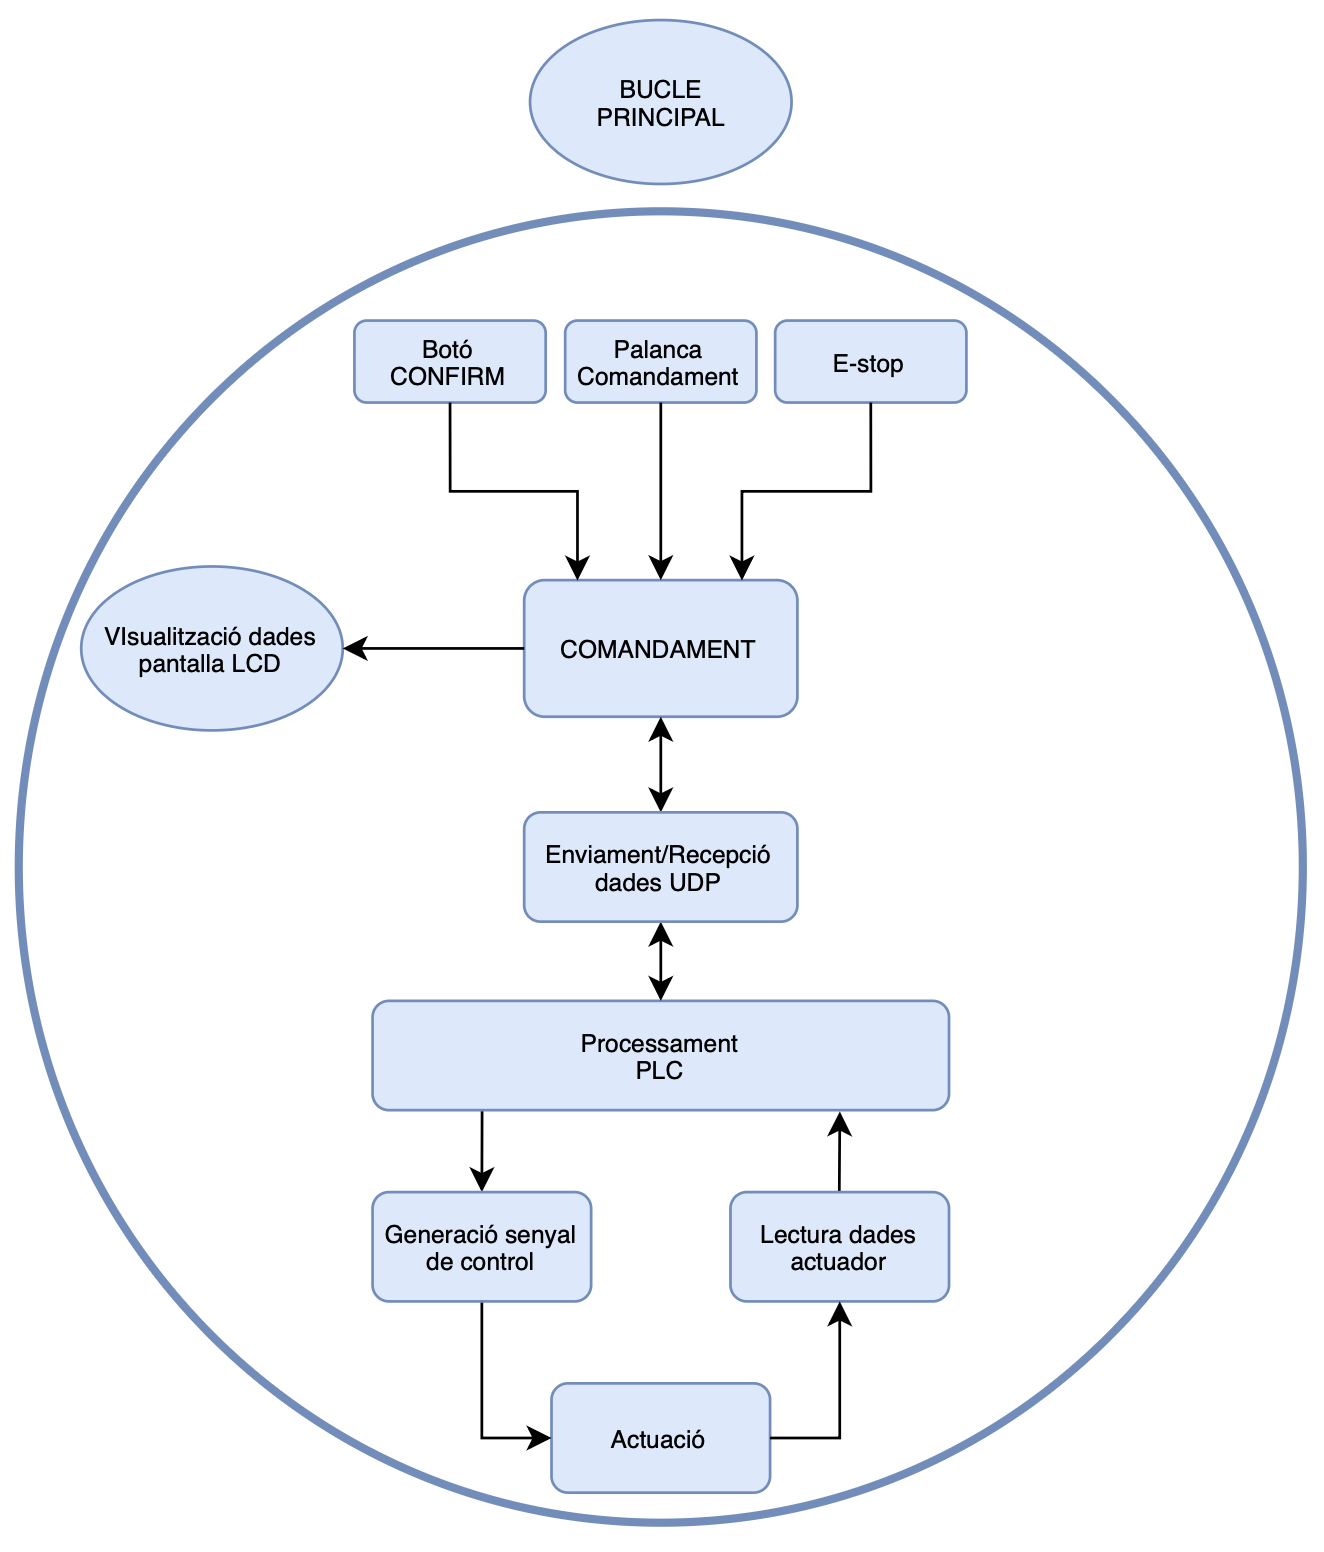 BUCLE
PRINCIPAL
Botó
CONFIRM
Palanca
Comandament
E-stop
VIsualització dades
pantalla LCD
COMANDAMENT
Enviament/Recepció
dades UDP
Processament
PLC
Generació senyal
de control
Lectura dades
actuador
Actuació